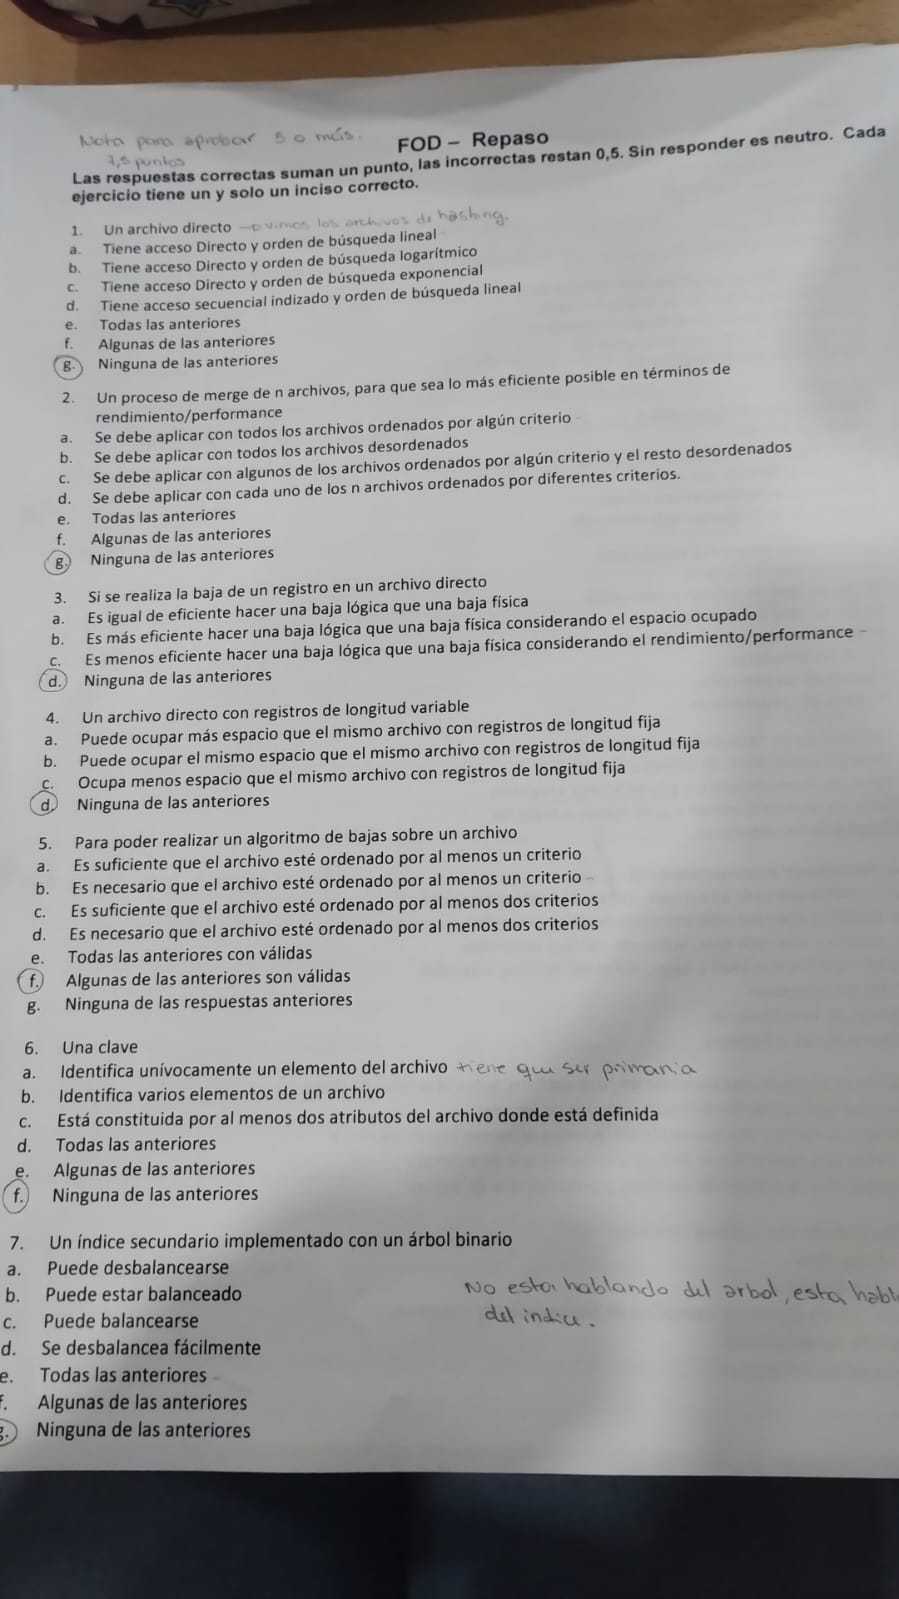 Nota para aprobar 5 o más.
7,5 puntos
FOD – Repaso
Las respuestas correctas suman un punto, las incorrectas restan 0,5. Sin responder es neutro. Cada
ejercicio tiene un y solo un inciso correcto.
1. Un archivo directo → vimos los archivos de hashing.
a. Tiene acceso Directo y orden de búsqueda lineal
b. Tiene acceso Directo y orden de búsqueda logarítmico
c. Tiene acceso Directo y orden de búsqueda exponencial
d. Tiene acceso secuencial indizado y orden de búsqueda lineal
e. Todas las anteriores
f. Algunas de las anteriores
g. Ninguna de las anteriores
2. Un proceso de merge de n archivos, para que sea lo más eficiente posible en términos de
rendimiento/performance
a. Se debe aplicar con todos los archivos ordenados por algún criterio
b. Se debe aplicar con todos los archivos desordenados
c. Se debe aplicar con algunos de los archivos ordenados por algún criterio y el resto desordenados
d. Se debe aplicar con cada uno de los n archivos ordenados por diferentes criterios.
e. Todas las anteriores
f. Algunas de las anteriores
g. Ninguna de las anteriores
3. Si se realiza la baja de un registro en un archivo directo
a. Es igual de eficiente hacer una baja lógica que una baja física
b. Es más eficiente hacer una baja lógica que una baja física considerando el espacio ocupado
c. Es menos eficiente hacer una baja lógica que una baja física considerando el rendimiento/performance
d. Ninguna de las anteriores
4. Un archivo directo con registros de longitud variable
a. Puede ocupar más espacio que el mismo archivo con registros de longitud fija
b. Puede ocupar el mismo espacio que el mismo archivo con registros de longitud fija
c. Ocupa menos espacio que el mismo archivo con registros de longitud fija
d. Ninguna de las anteriores
5. Para poder realizar un algoritmo de bajas sobre un archivo
a. Es suficiente que el archivo esté ordenado por al menos un criterio
b. Es necesario que el archivo esté ordenado por al menos un criterio
c. Es suficiente que el archivo esté ordenado por al menos dos criterios
d. Es necesario que el archivo esté ordenado por al menos dos criterios
e. Todas las anteriores con válidas
f. Algunas de las anteriores son válidas
g. Ninguna de las respuestas anteriores
6. Una clave
a. Identifica unívocamente un elemento del archivo tiene que ser primaria
b. Identifica varios elementos de un archivo
c. Está constituida por al menos dos atributos del archivo donde está definida
d. Todas las anteriores
e. Algunas de las anteriores
f. Ninguna de las anteriores
7. Un índice secundario implementado con un árbol binario
a. Puede desbalancearse
b. Puede estar balanceado No esta hablando del arbol, esta habl
c. Puede balancearse del indice.
d. Se desbalancea fácilmente
e. Todas las anteriores
f. Algunas de las anteriores
g. Ninguna de las anteriores